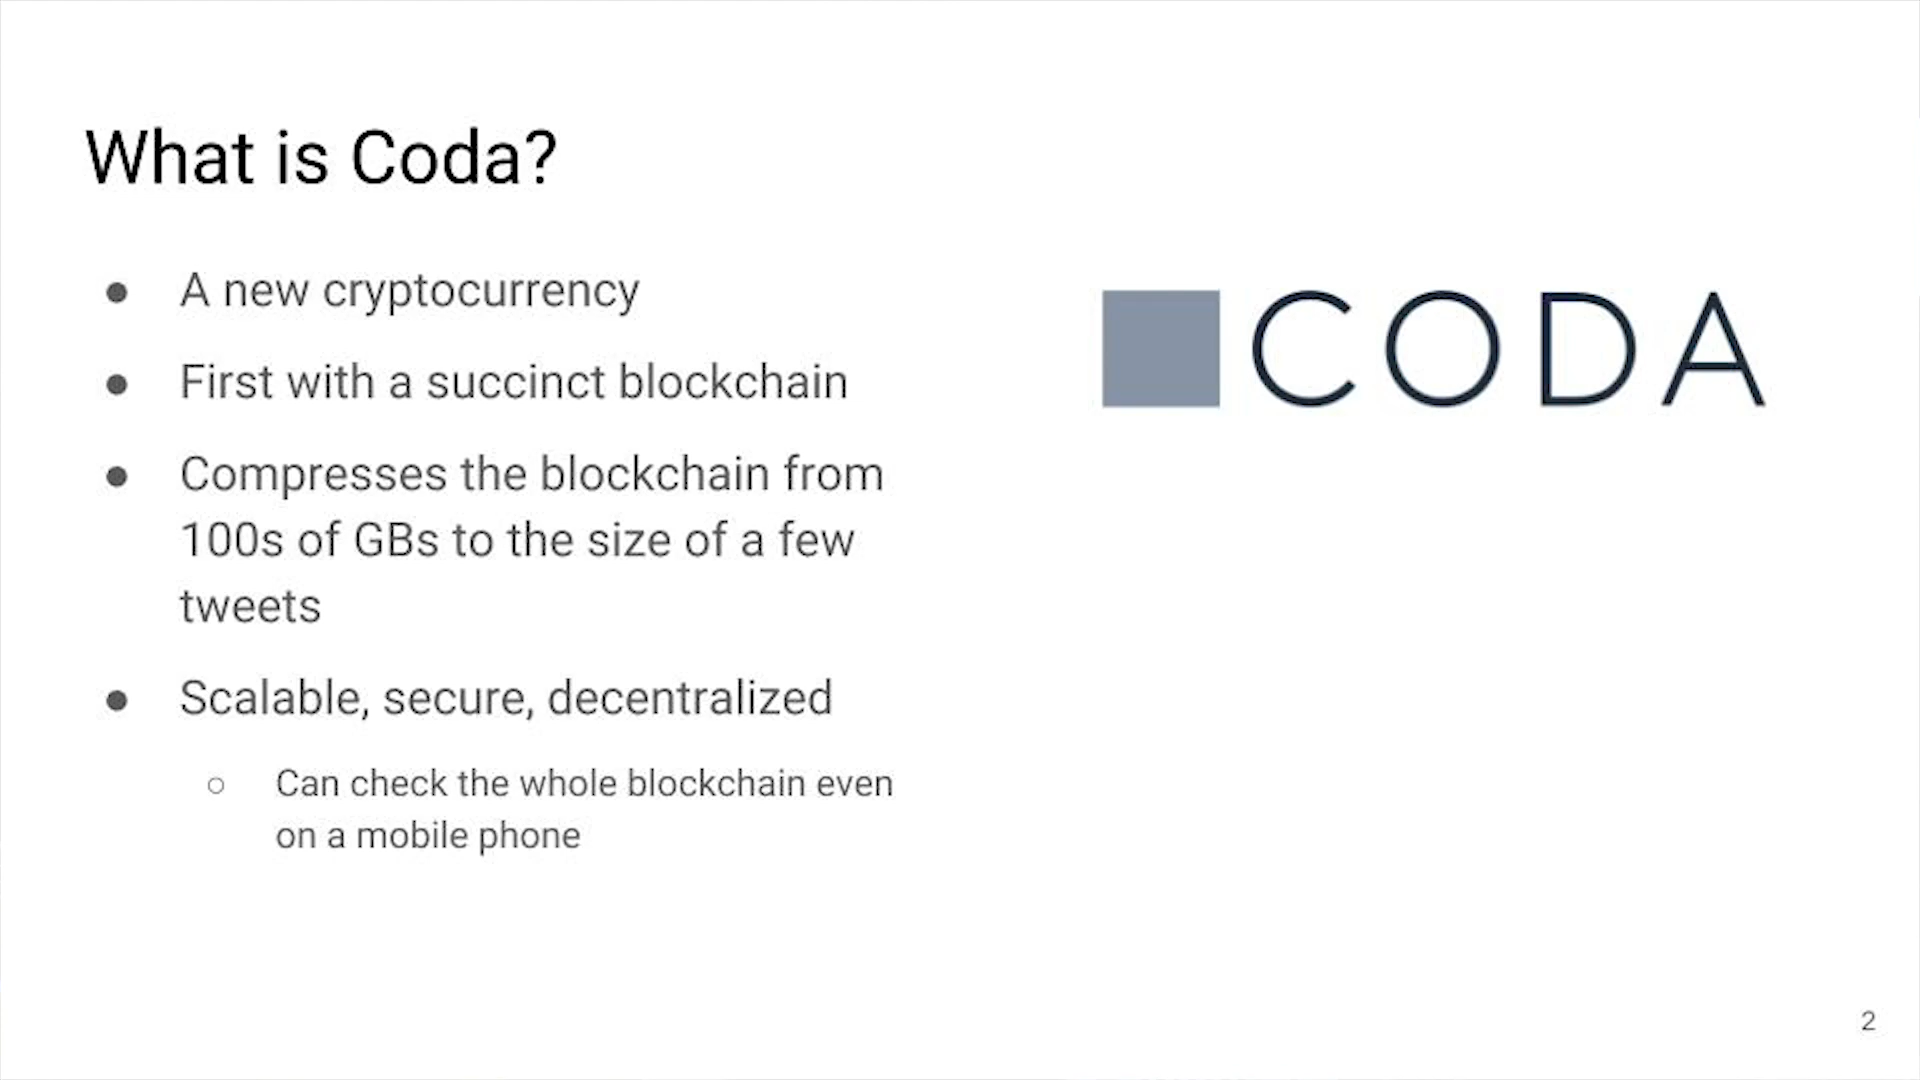 What is Coda?
● A new cryptocurrency
● First with a succinct blockchain
● Compresses the blockchain from
100s of GBs to the size of a few
tweets
● Scalable, secure, decentralized
○ Can check the whole blockchain even
on a mobile phone
CODA
2